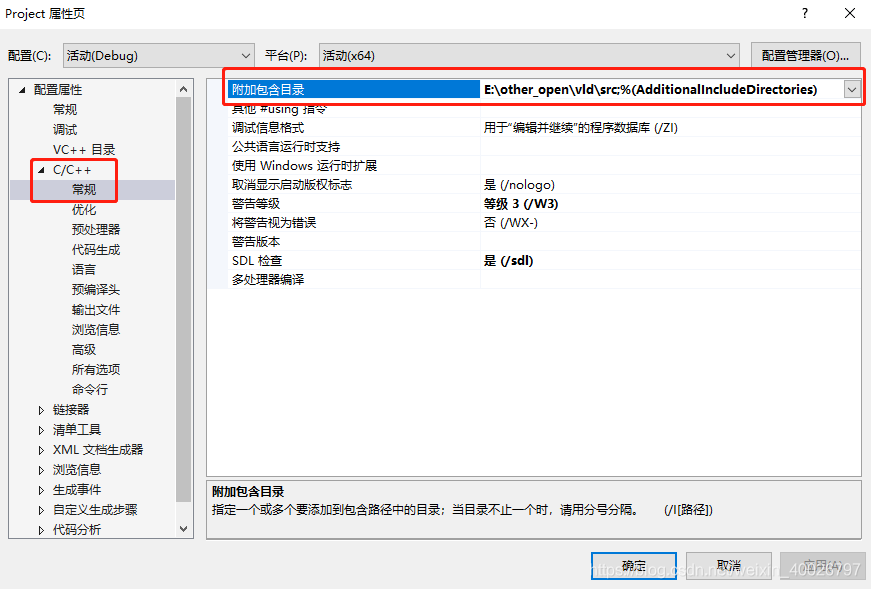 Project 属性页
?
配置(C): 活动(Debug) 平台(P): 活动(x64) 配置管理器(O)...
配置属性
常规
调试
VC++ 目录
C/C++
常规
优化
预处理器
代码生成
语言
预编译头
输出文件
浏览信息
高级
所有选项
命令行
链接器
清单工具
XML 文档生成器
浏览信息
生成事件
自定义生成步骤
代码分析
附加包含目录 E:\other_open\vld\src;%(AdditionalIncludeDirectories)
其他 #using 指令
调试信息格式 用于“编辑并继续”的程序数据库 (/ZI)
公共语言运行时支持
使用 Windows 运行时扩展
取消显示启动版权标志 是 (/nologo)
警告等级 等级 3 (/W3)
将警告视为错误 否 (/WX-)
警告版本
SDL 检查 是 (/sdl)
多处理器编译
附加包含目录
指定一个或多个要添加到包含路径中的目录；当目录不止一个时，请用分号分隔。 (/I[路径])
确定 取消 应用(A)
https://blog.csdn.net/weixin_40026797